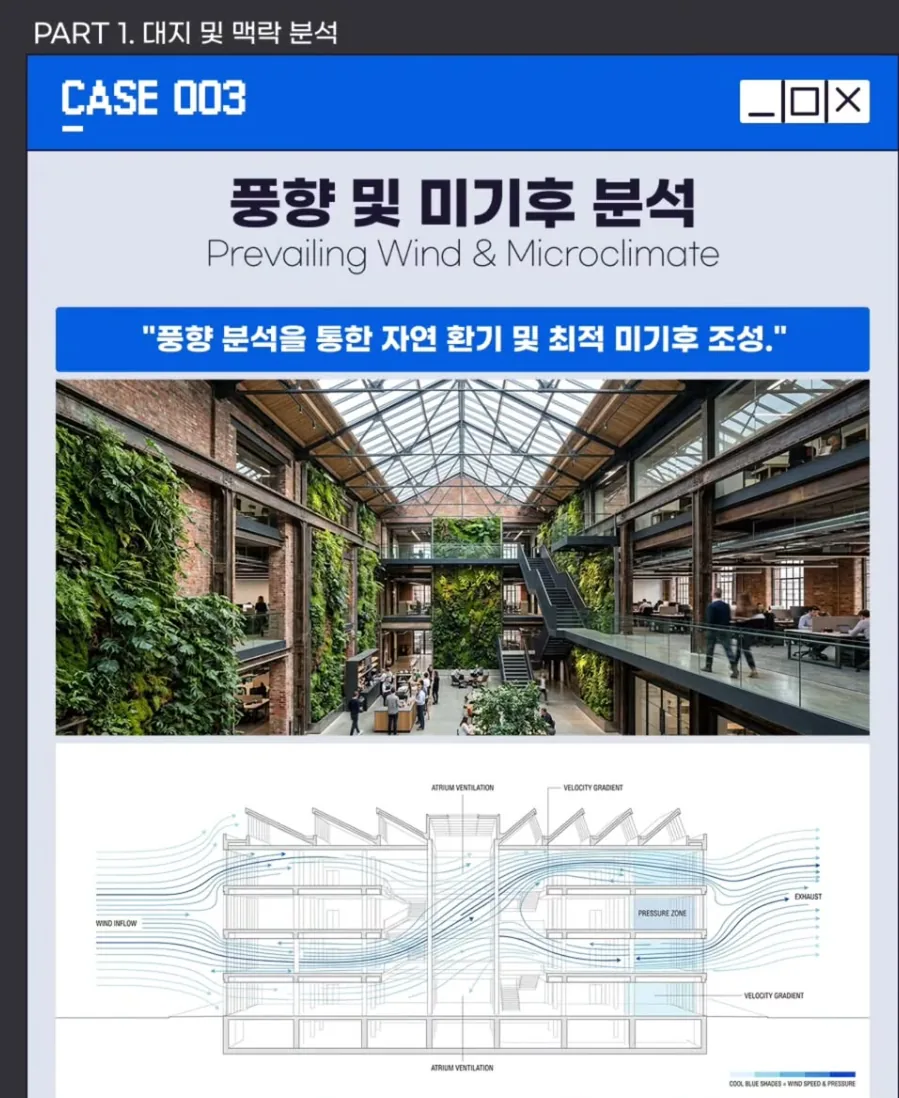 PART 1. 대지 및 맥락 분석
CASE 003
풍향 및 미기후 분석
Prevailing Wind & Microclimate
"풍향 분석을 통한 자연 환기 및 최적 미기후 조성."
ATRIUM VENTILATION
VELOCITY GRADIENT
WIND INFLOW
EXHAUST
PRESSURE ZONE
VELOCITY GRADIENT
ATRIUM VENTILATION
COOL BLUE SHADES = WIND SPEED & PRESSURE